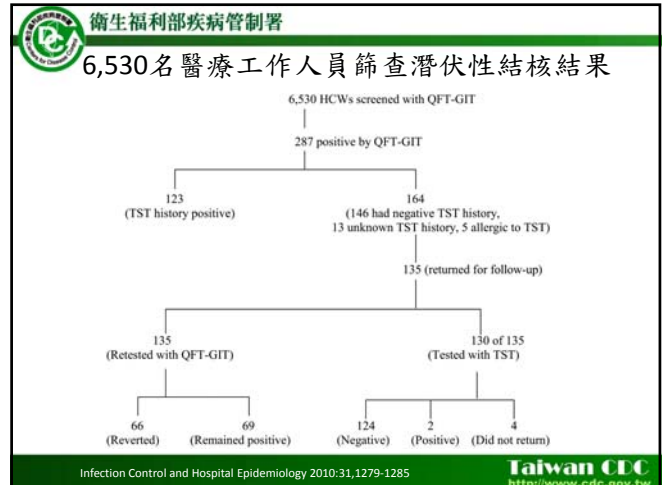 衛生福利部疾病管制署
6,530名醫療工作人員篩查潛伏性結核結果
6,530 HCWs screened with QFT-GIT
287 positive by QFT-GIT
123
(TST history positive)
164
(146 had negative TST history,
13 unknown TST history, 5 allergic to TST)
135 (returned for follow-up)
135
(Retested with QFT-GIT)
130 of 135
(Tested with TST)
66
(Reverted)
69
(Remained positive)
124
(Negative)
2
(Positive)
4
(Did not return)
Infection Control and Hospital Epidemiology 2010:31,1279-1285
Taiwan CDC
http://www.cdc.gov.tw